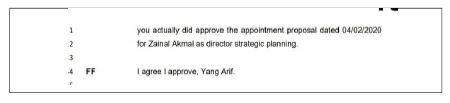 1 you actually did approve the appointment proposal dated 04/02/2020
2 for Zainal Akmal as director strategic planning.
3
4 FF I agree I approve, Yang Arif.